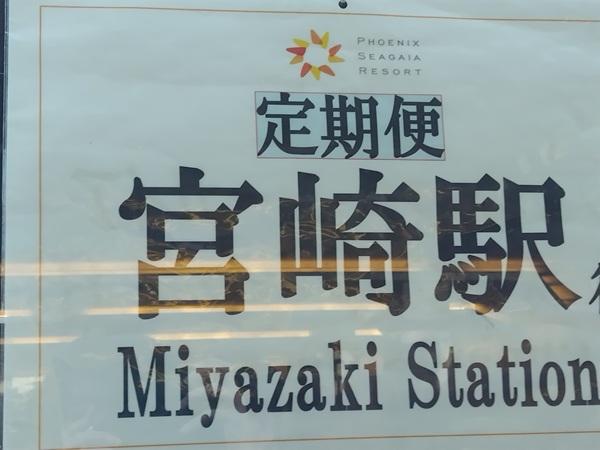 PHOENIX
SEAGAIA
RESORT
定期便
宮崎駅
Miyazaki Station